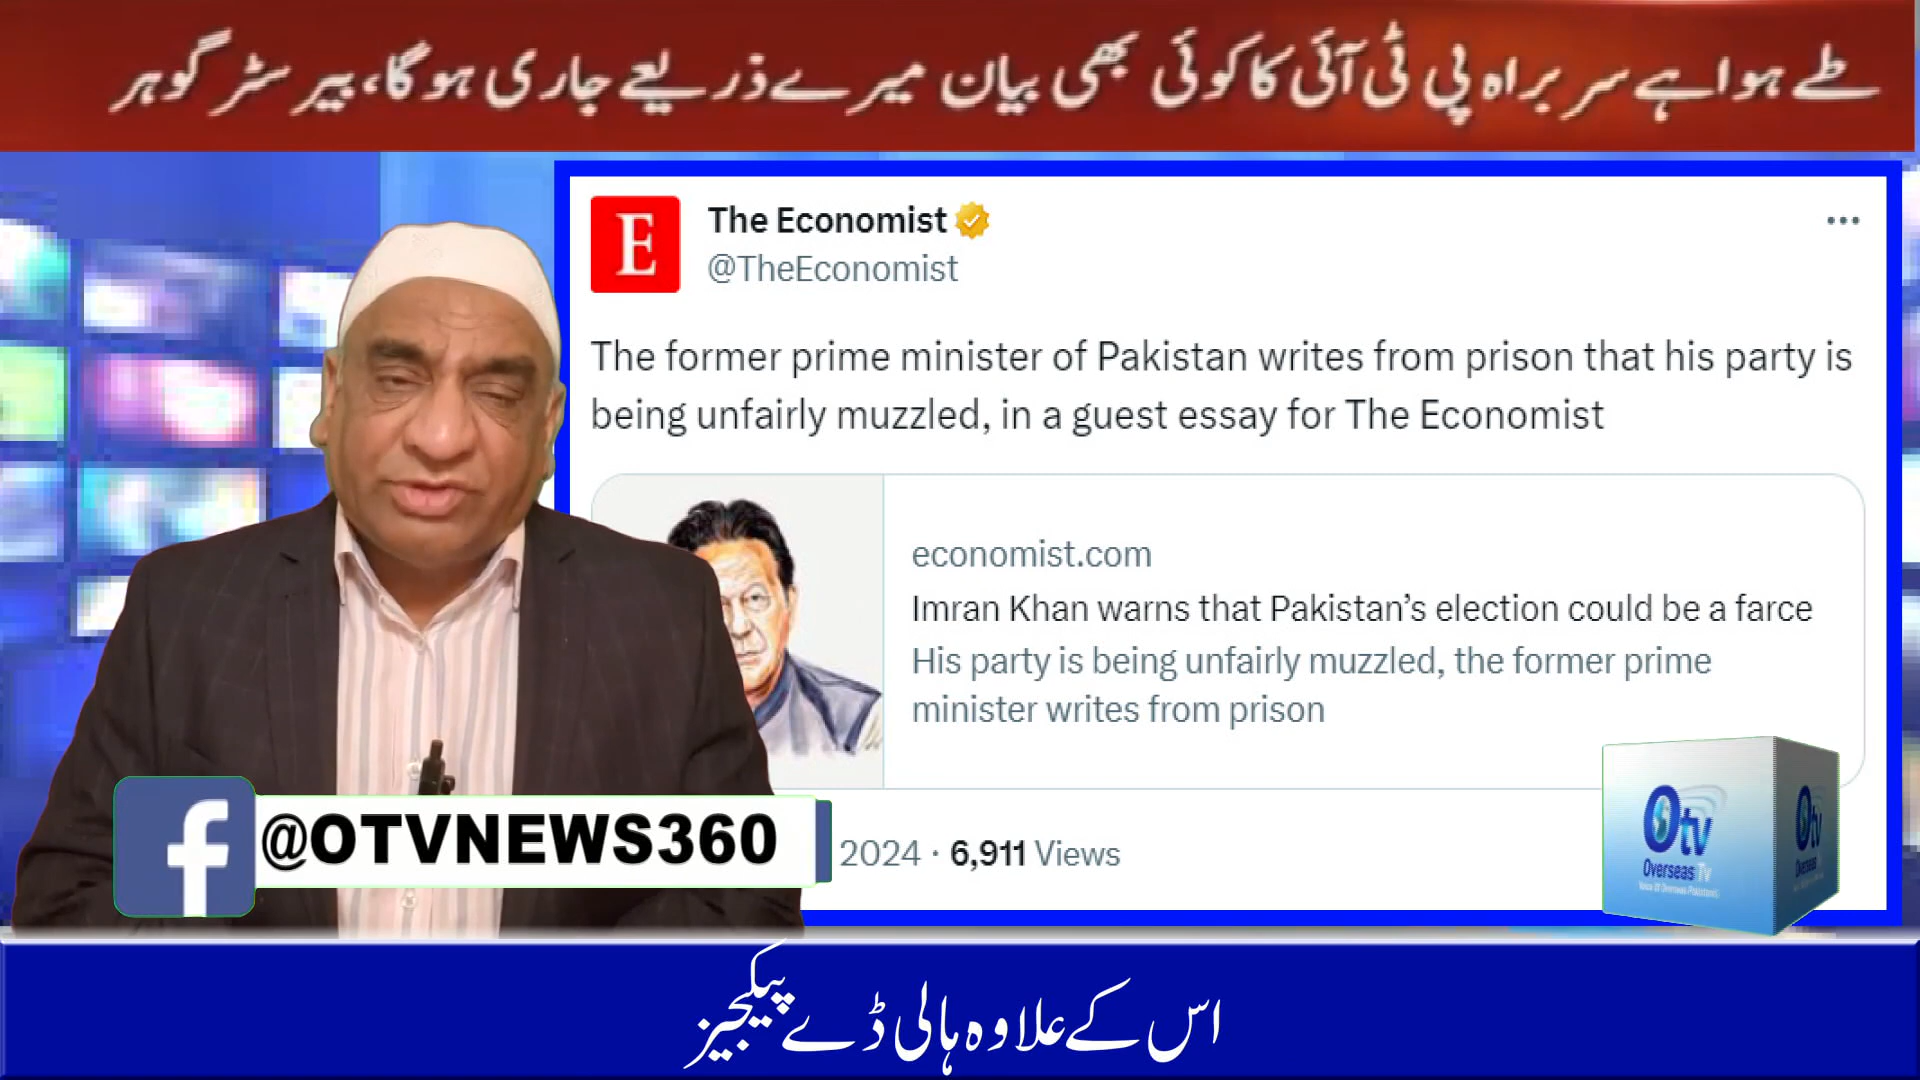 طے ہوا ہے سربراہ پی ٹی آئی کا کوئی بھی بیان میرے ذریعے جاری ہوگا، بیرسٹر گوہر
E
The Economist
@TheEconomist
The former prime minister of Pakistan writes from prison that his party is
being unfairly muzzled, in a guest essay for The Economist
economist.com
Imran Khan warns that Pakistan’s election could be a farce
His party is being unfairly muzzled, the former prime
minister writes from prison
2024 · 6,911 Views
f @OTVNEWS360
Otv
Overseas Tv
Otv
Overseas
اس کے علاوہ ہالی ڈے پیکجیز